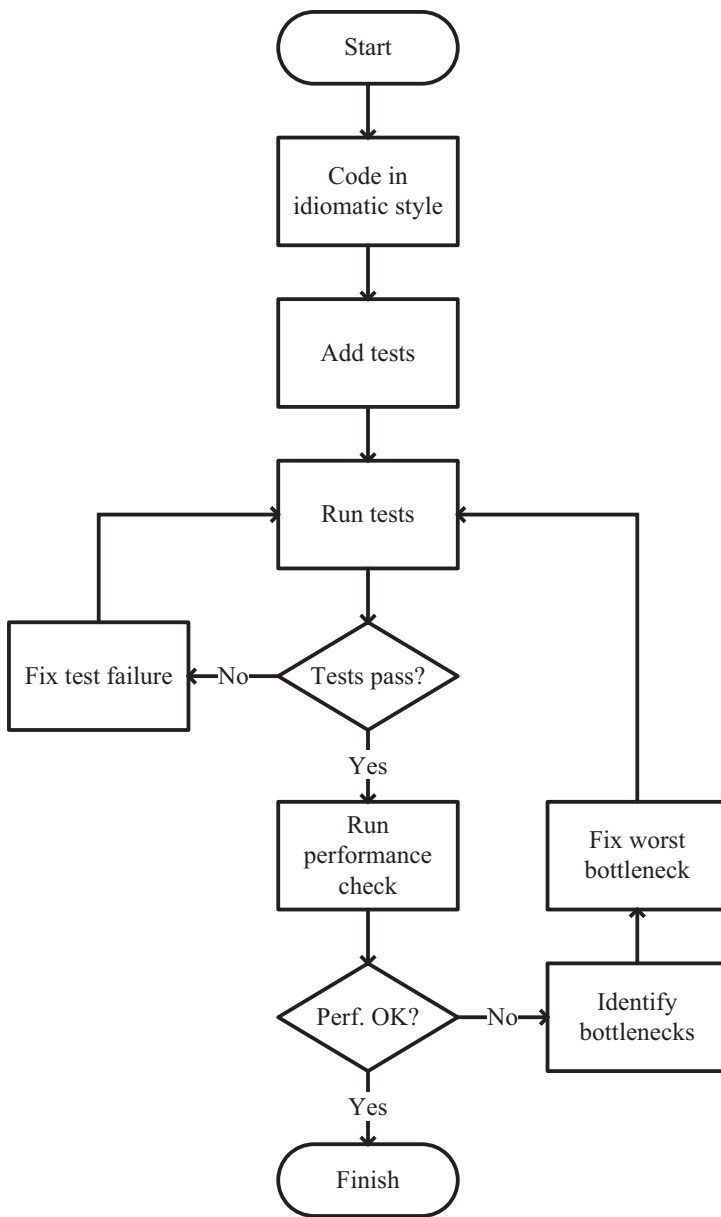 Start
Code in
idiomatic style
Add tests
Run tests
Fix test failure
No
Tests pass?
Yes
Run
performance
check
Fix worst
bottleneck
Perf. OK?
No
Identify
bottlenecks
Yes
Finish